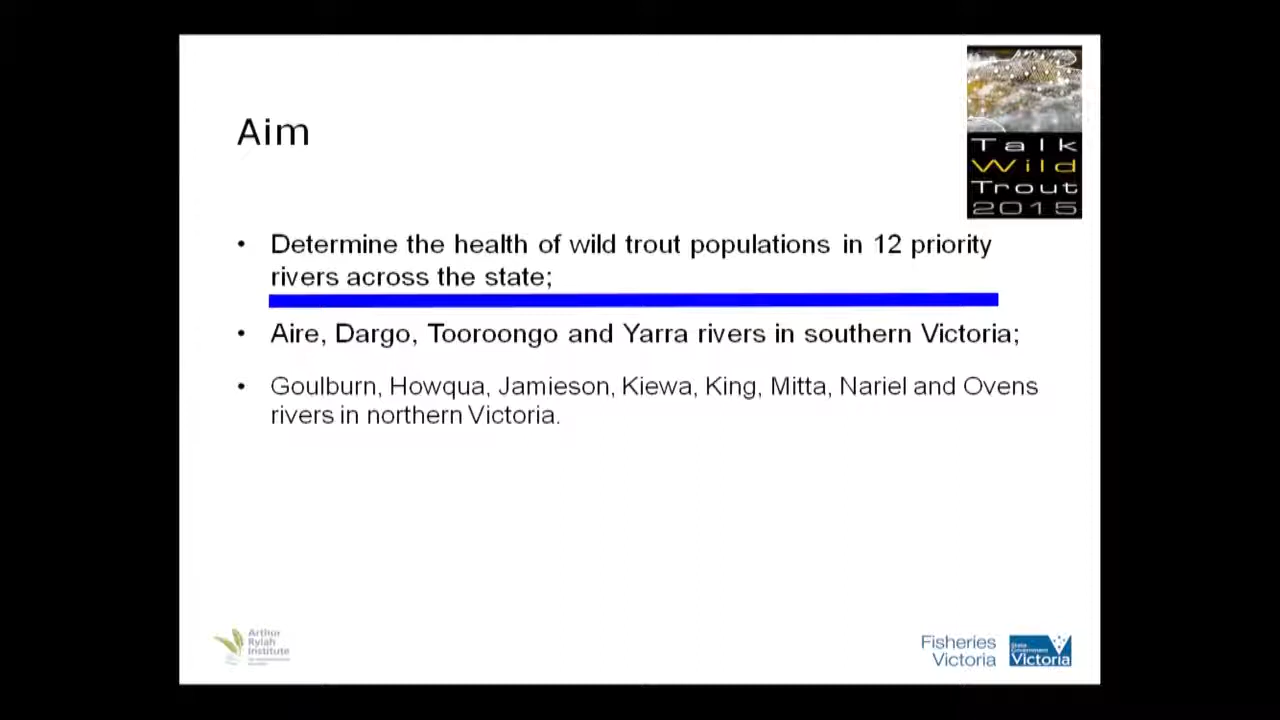 Aim
Talk
Wild
Trout
2015
• Determine the health of wild trout populations in 12 priority
rivers across the state;
• Aire, Dargo, Tooroongo and Yarra rivers in southern Victoria;
• Goulburn, Howqua, Jamieson, Kiewa, King, Mitta, Nariel and Ovens
rivers in northern Victoria.
Arthur
Rylah
Institute
Fisheries
Victoria
State
Government
Victoria